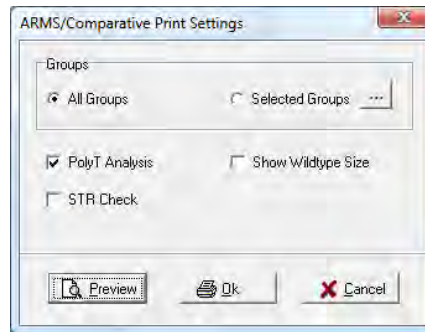 ARMS/Comparative Print Settings
Groups
All Groups Selected Groups ...
PolyT Analysis Show Wildtype Size
STR Check
Preview Ok Cancel